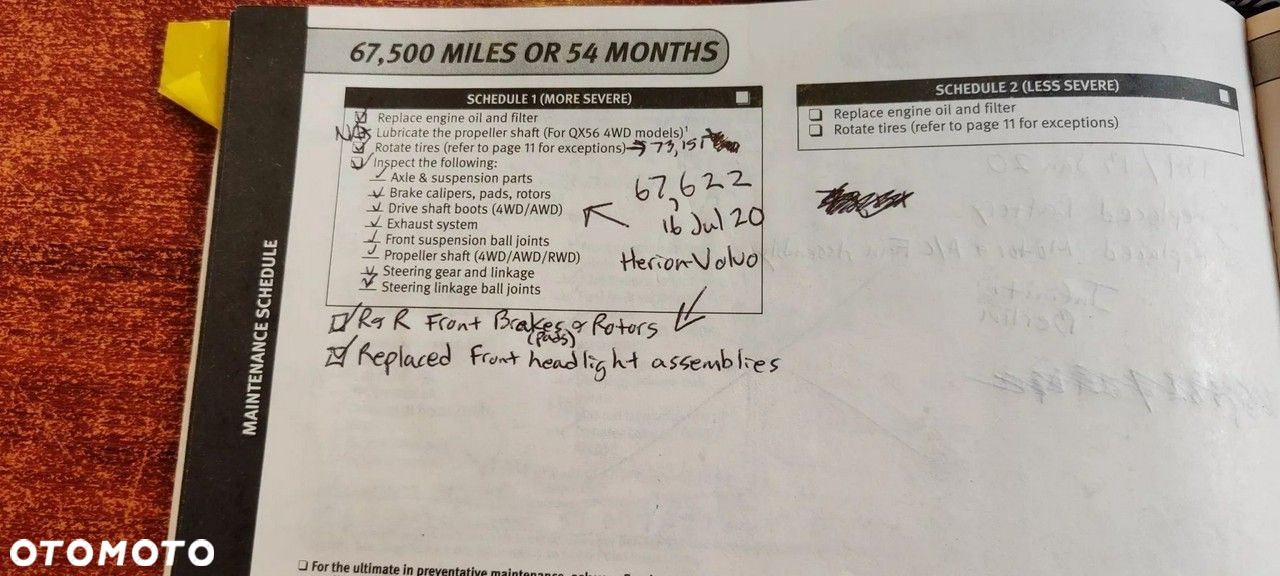 67,500 MILES OR 54 MONTHS
SCHEDULE 1 (MORE SEVERE)
Replace engine oil and filter
Lubricate the propeller shaft (For QX56 4WD models)¹
Rotate tires (refer to page 11 for exceptions) → 73,151
Inspect the following:
Axle & suspension parts
Brake calipers, pads, rotors
Drive shaft boots (4WD/AWD)
Exhaust system
Front suspension ball joints
Propeller shaft (4WD/AWD/RWD)
Steering gear and linkage
Steering linkage ball joints
67,622
16 Jul 20
Herion-Volvo
R & R Front Brakes & Rotors
(pads)
Replaced Front headlight assemblies
SCHEDULE 2 (LESS SEVERE)
Replace engine oil and filter
Rotate tires (refer to page 11 for exceptions)
MAINTENANCE SCHEDULE
For the ultimate in preventative maintenance,
OTOMOTO